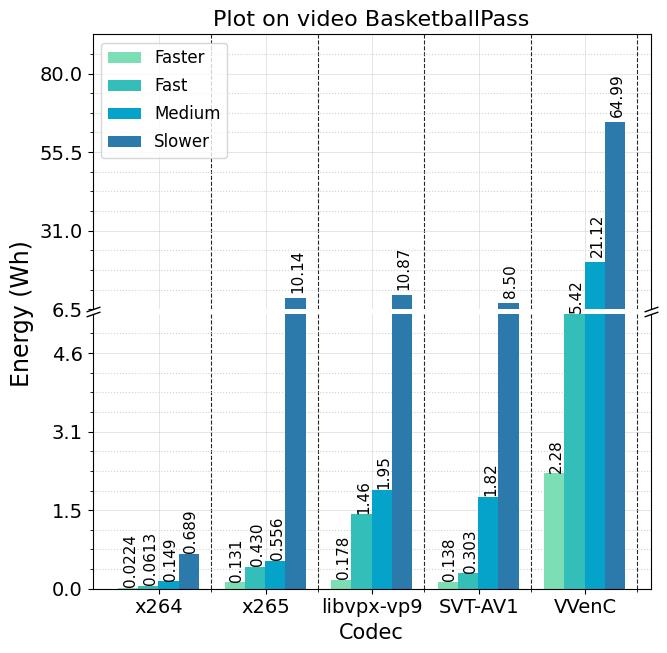 Plot on video BasketballPass
Faster
Fast
Medium
Slower
Energy (Wh)
80.0
55.5
31.0
6.5
4.6
3.1
1.5
0.0
0.0224
0.0613
0.149
0.689
0.131
0.430
0.556
10.14
0.178
1.46
1.95
10.87
0.138
0.303
1.82
8.50
2.28
5.42
21.12
64.99
x264
x265
libvpx-vp9
SVT-AV1
VVenC
Codec